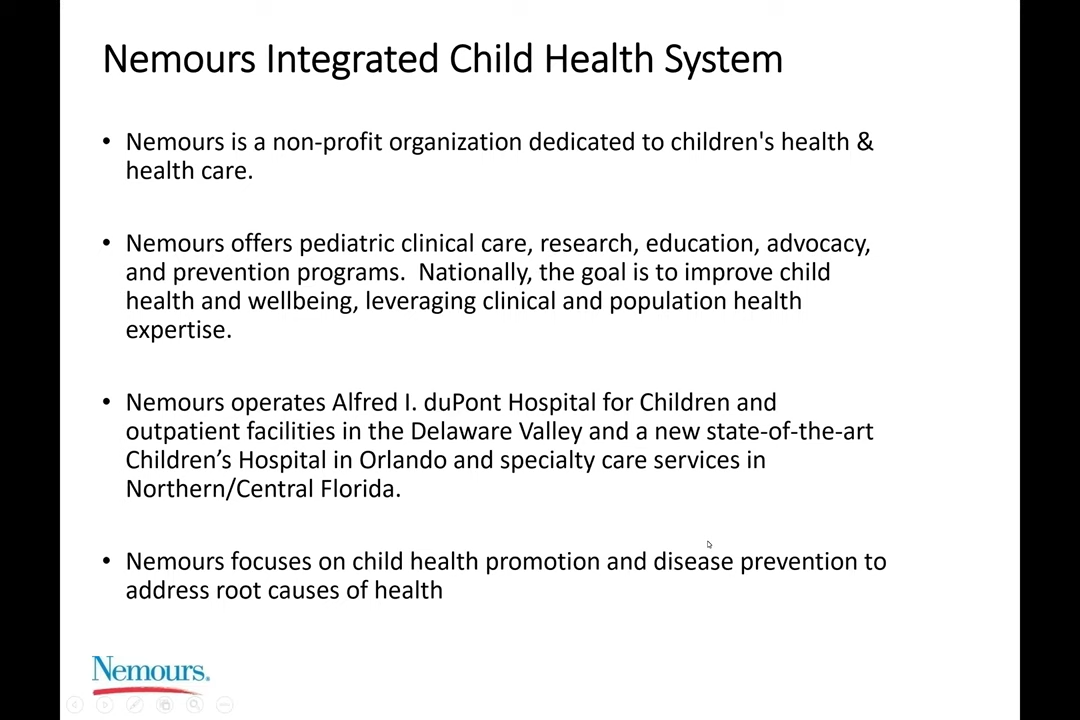 Nemours Integrated Child Health System
• Nemours is a non-profit organization dedicated to children's health &
health care.
• Nemours offers pediatric clinical care, research, education, advocacy,
and prevention programs.  Nationally, the goal is to improve child
health and wellbeing, leveraging clinical and population health
expertise.
• Nemours operates Alfred I. duPont Hospital for Children and
outpatient facilities in the Delaware Valley and a new state-of-the-art
Children’s Hospital in Orlando and specialty care services in
Northern/Central Florida.
• Nemours focuses on child health promotion and disease prevention to
address root causes of health
Nemours.